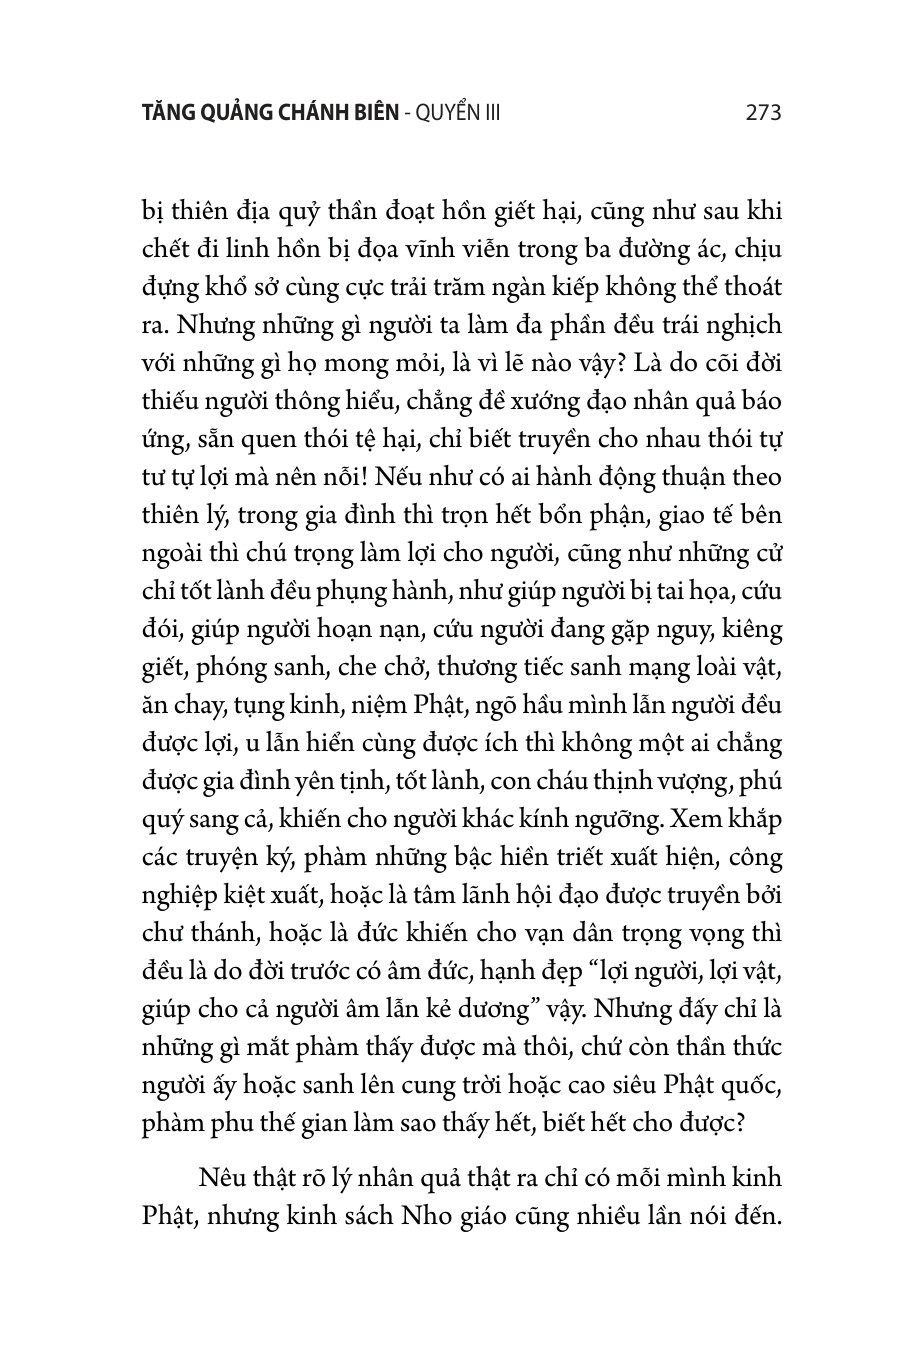 TĂNG QUẢNG CHÁNH BIÊN - QUYỂN III 273
bị thiên địa quỷ thần đoạt hồn giết hại, cũng như sau khi
chết đi linh hồn bị đọa vĩnh viễn trong ba đường ác, chịu
đựng khổ sở cùng cực trải trăm ngàn kiếp không thể thoát
ra. Nhưng những gì người ta làm đa phần đều trái nghịch
với những gì họ mong mỏi, là vì lẽ nào vậy? Là do cõi đời
thiếu người thông hiểu, chẳng đề xướng đạo nhân quả báo
ứng, sẵn quen thói tệ hại, chỉ biết truyền cho nhau thói tự
tư tự lợi mà nên nỗi! Nếu như có ai hành động thuận theo
thiên lý, trong gia đình thì trọn hết bổn phận, giao tế bên
ngoài thì chú trọng làm lợi cho người, cũng như những cử
chỉ tốt lành đều phụng hành, như giúp người bị tai họa, cứu
đói, giúp người hoạn nạn, cứu người đang gặp nguy, kiêng
giết, phóng sanh, che chở, thương tiếc sanh mạng loài vật,
ăn chay, tụng kinh, niệm Phật, ngõ hầu mình lẫn người đều
được lợi, u lẫn hiển cùng được ích thì không một ai chẳng
được gia đình yên tịnh, tốt lành, con cháu thịnh vượng, phú
quý sang cả, khiến cho người khác kính ngưỡng. Xem khắp
các truyện ký, phàm những bậc hiền triết xuất hiện, công
nghiệp kiệt xuất, hoặc là tâm lãnh hội đạo được truyền bởi
chư thánh, hoặc là đức khiến cho vạn dân trọng vọng thì
đều là do đời trước có âm đức, hạnh đẹp “lợi người, lợi vật,
giúp cho cả người âm lẫn kẻ dương” vậy. Nhưng đấy chỉ là
những gì mắt phàm thấy được mà thôi, chứ còn thần thức
người ấy hoặc sanh lên cung trời hoặc cao siêu Phật quốc,
phàm phu thế gian làm sao thấy hết, biết hết cho được?
Nêu thật rõ lý nhân quả thật ra chỉ có mỗi mình kinh
Phật, nhưng kinh sách Nho giáo cũng nhiều lần nói đến.